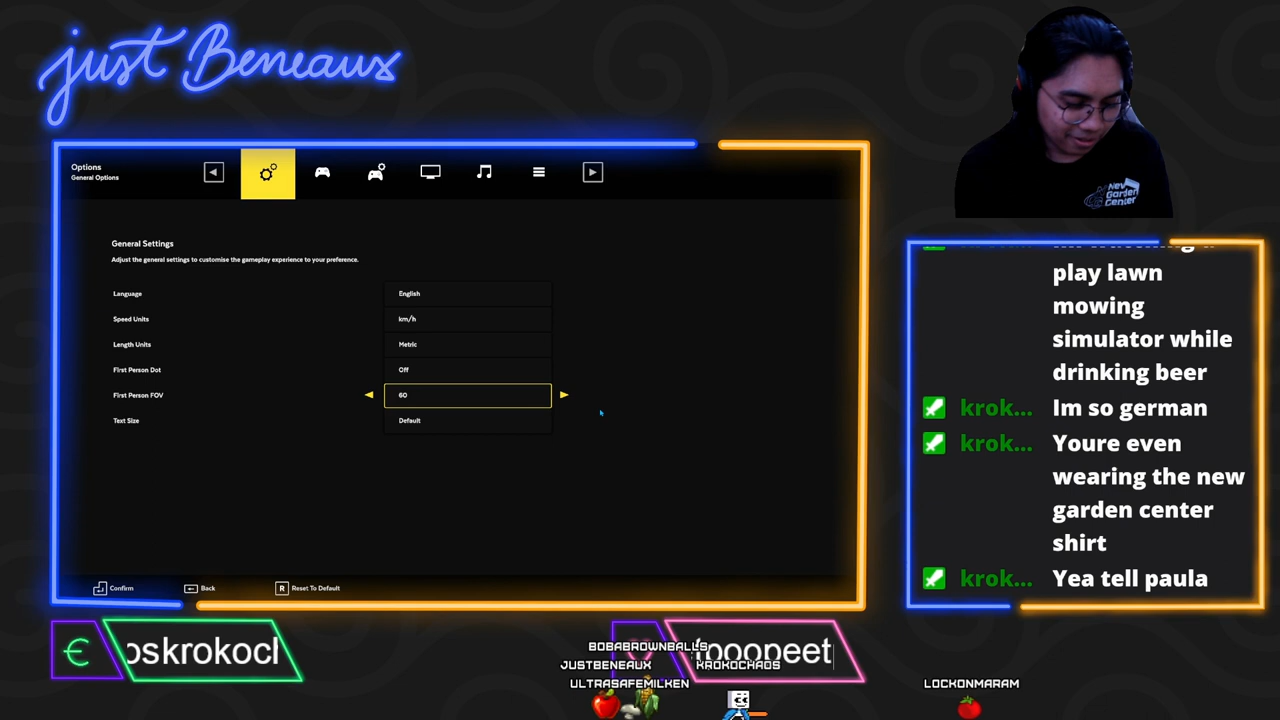 just Beneaux
Options
General Options
General Settings
Adjust the general settings to customise the gameplay experience to your preference.
Language English
Speed Units km/h
Length Units Metric
First Person Dot Off
First Person FOV 60
Text Size Default
Confirm Back R Reset To Default
New
Garden
Center
play lawn
mowing
simulator while
drinking beer
krok... Im so german
krok... Youre even
wearing the new
garden center
shirt
krok... Yea tell paula
€ oskrokoch
tooopeet
BOBABROWNBALLS
JUSTBENEAUX KROKOCHAOS
ULTRASAFEMILKEN
LOCKONMARAM